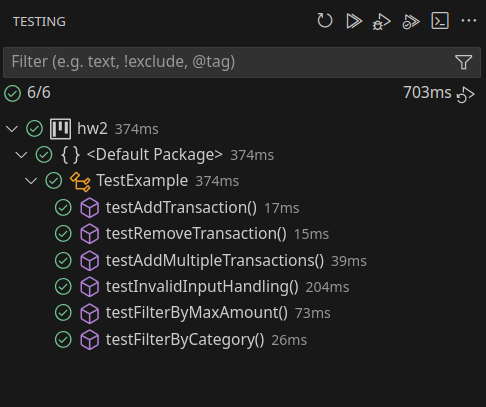 TESTING
Filter (e.g. text, !exclude, @tag)
6/6 703ms
hw2 374ms
{ } <Default Package> 374ms
TestExample 374ms
testAddTransaction() 17ms
testRemoveTransaction() 15ms
testAddMultipleTransactions() 39ms
testInvalidInputHandling() 204ms
testFilterByMaxAmount() 73ms
testFilterByCategory() 26ms